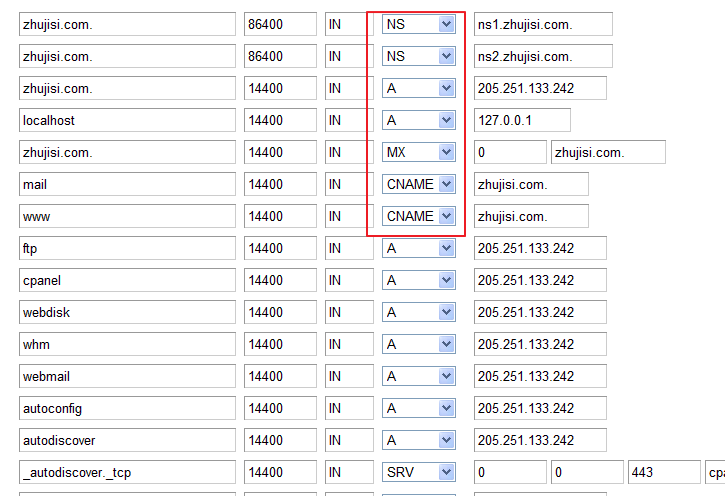 zhujisi.com. 86400 IN NS ns1.zhujisi.com.
zhujisi.com. 86400 IN NS ns2.zhujisi.com.
zhujisi.com. 14400 IN A 205.251.133.242
localhost 14400 IN A 127.0.0.1
zhujisi.com. 14400 IN MX 0 zhujisi.com.
mail 14400 IN CNAME zhujisi.com.
www 14400 IN CNAME zhujisi.com.
ftp 14400 IN A 205.251.133.242
cpanel 14400 IN A 205.251.133.242
webdisk 14400 IN A 205.251.133.242
whm 14400 IN A 205.251.133.242
webmail 14400 IN A 205.251.133.242
autoconfig 14400 IN A 205.251.133.242
autodiscover 14400 IN A 205.251.133.242
_autodiscover._tcp 14400 IN SRV 0 0 443